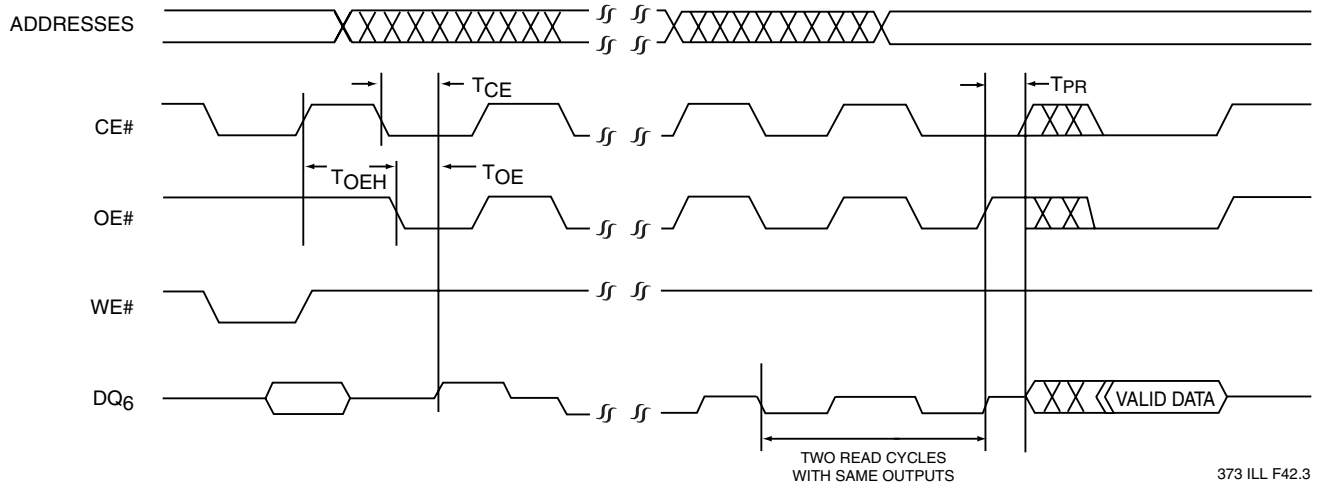 ADDRESSES
TCE
TPR
CE#
TOEH
TOE
OE#
WE#
DQ6
VALID DATA
TWO READ CYCLES
WITH SAME OUTPUTS
373 ILL F42.3